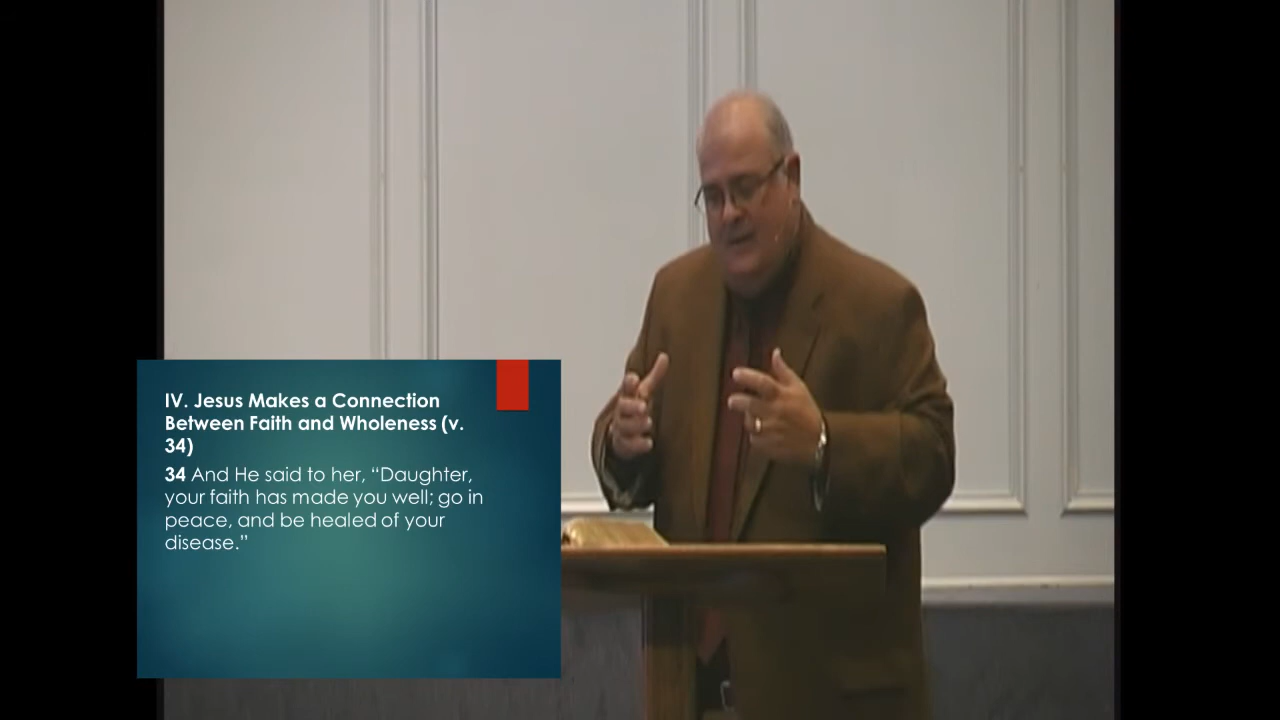 IV. Jesus Makes a Connection
Between Faith and Wholeness (v.
34)
34 And He said to her, “Daughter,
your faith has made you well; go in
peace, and be healed of your
disease.”